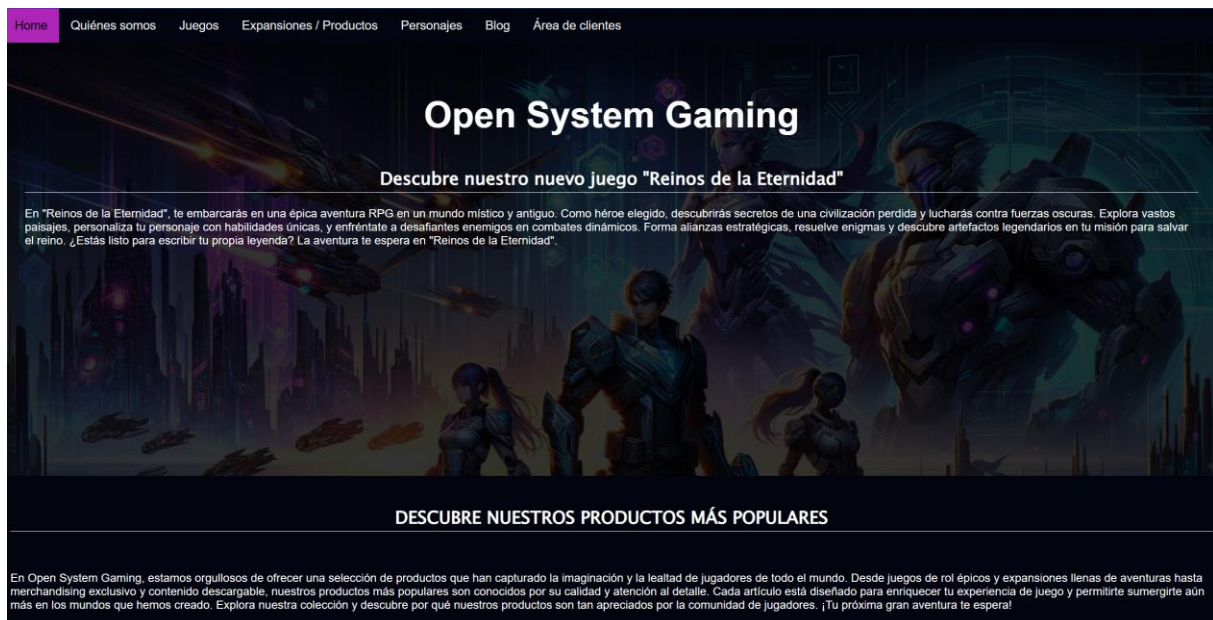 Home Quiénes somos Juegos Expansiones / Productos Personajes Blog Área de clientes
Open System Gaming
Descubre nuestro nuevo juego "Reinos de la Eternidad"
En "Reinos de la Eternidad", te embarcarás en una épica aventura RPG en un mundo místico y antiguo. Como héroe elegido, descubrirás secretos de una civilización perdida y lucharás contra fuerzas oscuras. Explora vastos
paisajes, personaliza tu personaje con habilidades únicas, y enfréntate a desafiantes enemigos en combates dinámicos. Forma alianzas estratégicas, resuelve enigmas y descubre artefactos legendarios en tu misión para salvar
el reino. ¿Estás listo para escribir tu propia leyenda? La aventura te espera en "Reinos de la Eternidad".
DESCUBRE NUESTROS PRODUCTOS MÁS POPULARES
En Open System Gaming, estamos orgullosos de ofrecer una selección de productos que han capturado la imaginación y la lealtad de jugadores de todo el mundo. Desde juegos de rol épicos y expansiones llenas de aventuras hasta
merchandising exclusivo y contenido descargable, nuestros productos más populares son conocidos por su calidad y atención al detalle. Cada artículo está diseñado para enriquecer tu experiencia de juego y permitirte sumergirte aún
más en los mundos que hemos creado. Explora nuestra colección y descubre por qué nuestros productos son tan apreciados por la comunidad de jugadores. ¡Tu próxima gran aventura te espera!